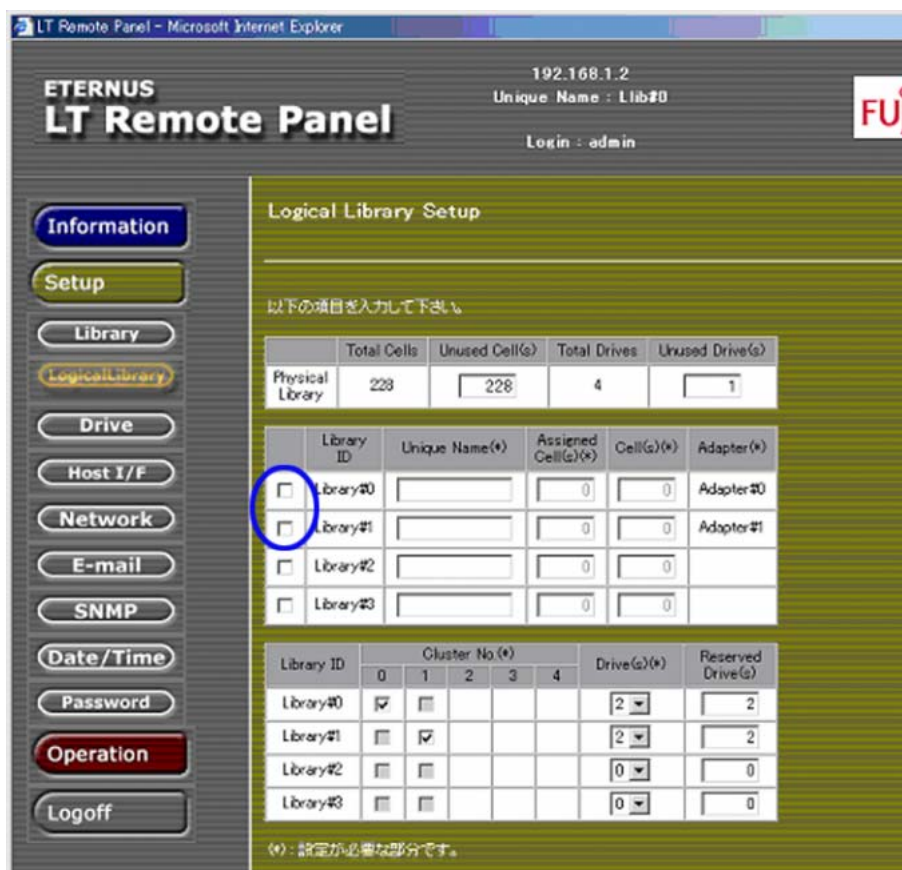 LT Remote Panel - Microsoft Internet Explorer
ETERNUS
LT Remote Panel
192.168.1.2
Unique Name : Llib#0
Login : admin
FU
Information
Setup
Library
LogicalLibrary
Drive
Host I/F
Network
E-mail
SNMP
Date/Time
Password
Operation
Logoff
Logical Library Setup
以下の項目を入力して下さい。
Total Cells Unused Cell(s) Total Drives Unused Drive(s)
Physical Library 228 228 4 1
Library ID Unique Name(*) Assigned Cell(s)(*) Cell(s)(*) Adapter(*)
Library#0 0 0 Adapter#0
Library#1 0 0 Adapter#1
Library#2 0 0
Library#3 0 0
Library ID Cluster No.(*) Drive(s)(*) Reserved Drive(s)
0 1 2 3 4
Library#0 2 2
Library#1 2 2
Library#2 0 0
Library#3 0 0
(*) : 設定が必要な部分です。